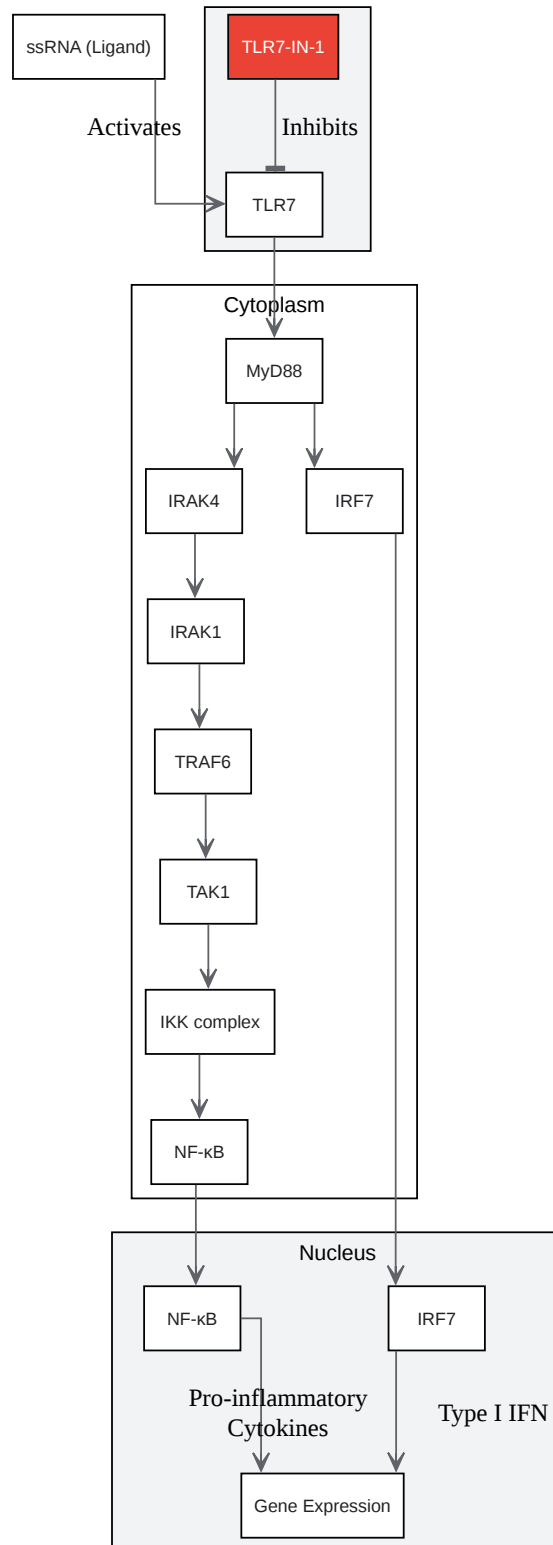 ssRNA (Ligand)
TLR7-IN-1
Activates
Inhibits
TLR7
Cytoplasm
MyD88
IRAK4
IRF7
IRAK1
TRAF6
TAK1
IKK complex
NF-κB
Nucleus
NF-κB
IRF7
Pro-inflammatory
Cytokines
Type I IFN
Gene Expression